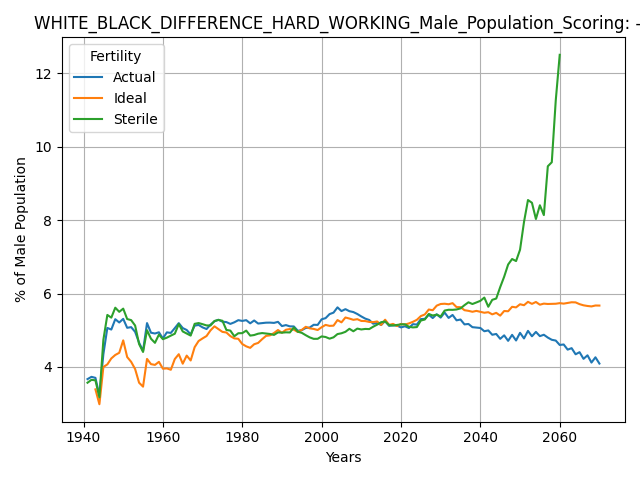 WHITE_BLACK_DIFFERENCE_HARD_WORKING_Male_Population_Scoring: -
Fertility
Actual
Ideal
Sterile
% of Male Population
12
10
8
6
4
1940 1960 1980 2000 2020 2040 2060
Years